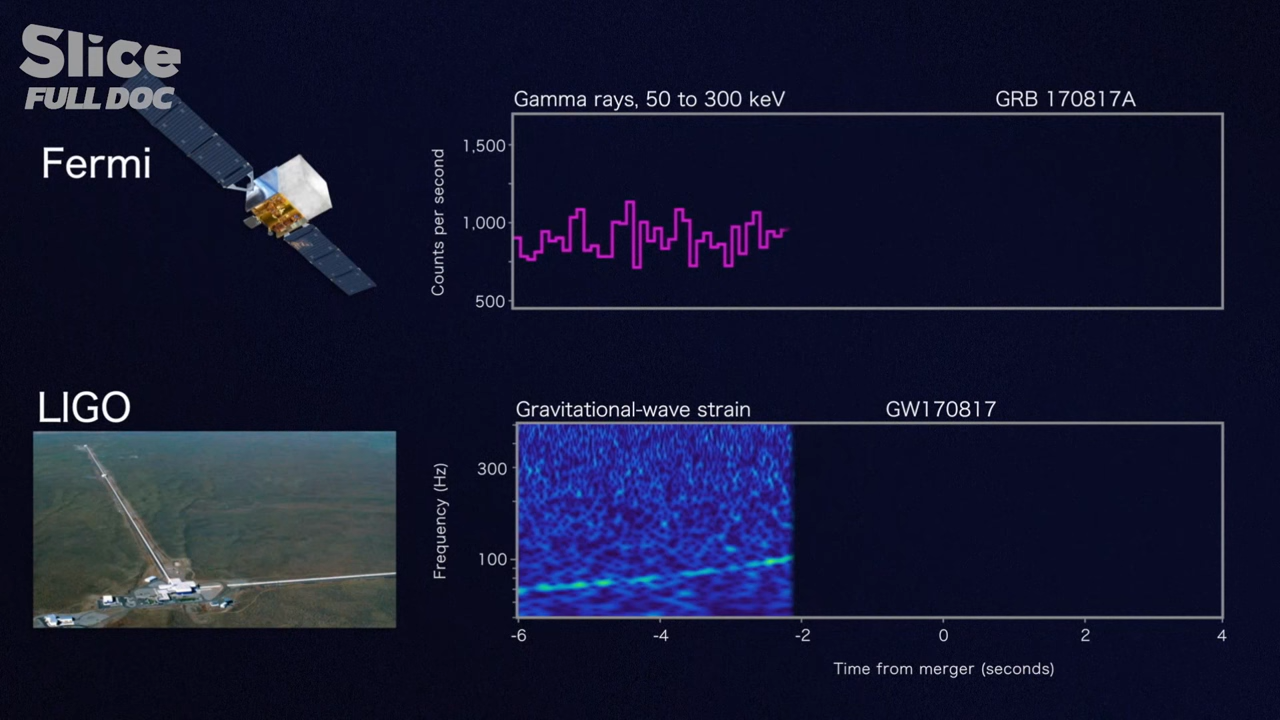 Slice
FULL DOC
Fermi
Gamma rays, 50 to 300 keV
GRB 170817A
Counts per second
1,500
1,000
500
LIGO
Gravitational-wave strain
GW170817
Frequency (Hz)
300
100
-6
-4
-2
0
2
4
Time from merger (seconds)